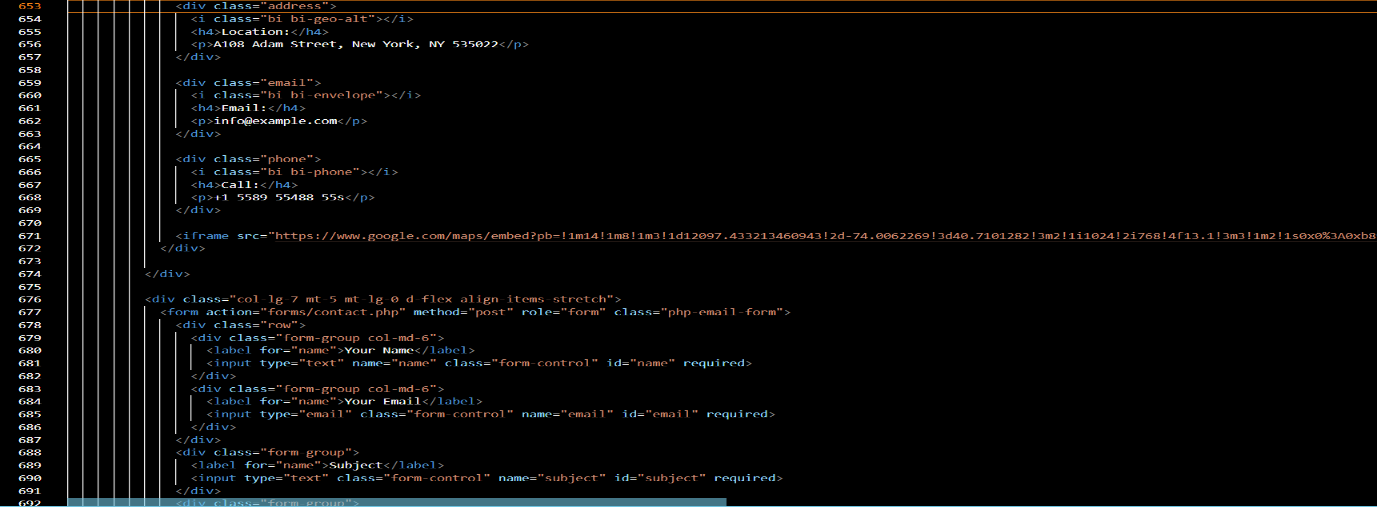 653 <div class="address">
654 <i class="bi bi-geo-alt"></i>
655 <h4>Location:</h4>
656 <p>A108 Adam Street, New York, NY 535022</p>
657 </div>
658
659 <div class="email">
660 <i class="bi bi-envelope"></i>
661 <h4>Email:</h4>
662 <p>info@example.com</p>
663 </div>
664
665 <div class="phone">
666 <i class="bi bi-phone"></i>
667 <h4>Call:</h4>
668 <p>+1 5589 55488 55s</p>
669 </div>
670
671 <iframe src="https://www.google.com/maps/embed?pb=!1m14!1m8!1m3!1d12097.433213460943!2d-74.0062269!3d40.7101282!3m2!1i1024!2i768!4f13.1!3m3!1m2!1s0x0%3A0xb8
672 </div>
673
674 </div>
675
676 <div class="col-lg-7 mt-5 mt-lg-0 d-flex align-items-stretch">
677 <form action="forms/contact.php" method="post" role="form" class="php-email-form">
678 <div class="row">
679 <div class="form-group col-md-6">
680 <label for="name">Your Name</label>
681 <input type="text" name="name" class="form-control" id="name" required>
682 </div>
683 <div class="form-group col-md-6">
684 <label for="name">Your Email</label>
685 <input type="email" class="form-control" name="email" id="email" required>
686 </div>
687 </div>
688 <div class="form-group">
689 <label for="name">Subject</label>
690 <input type="text" class="form-control" name="subject" id="subject" required>
691 </div>
692 <div class="form-group">